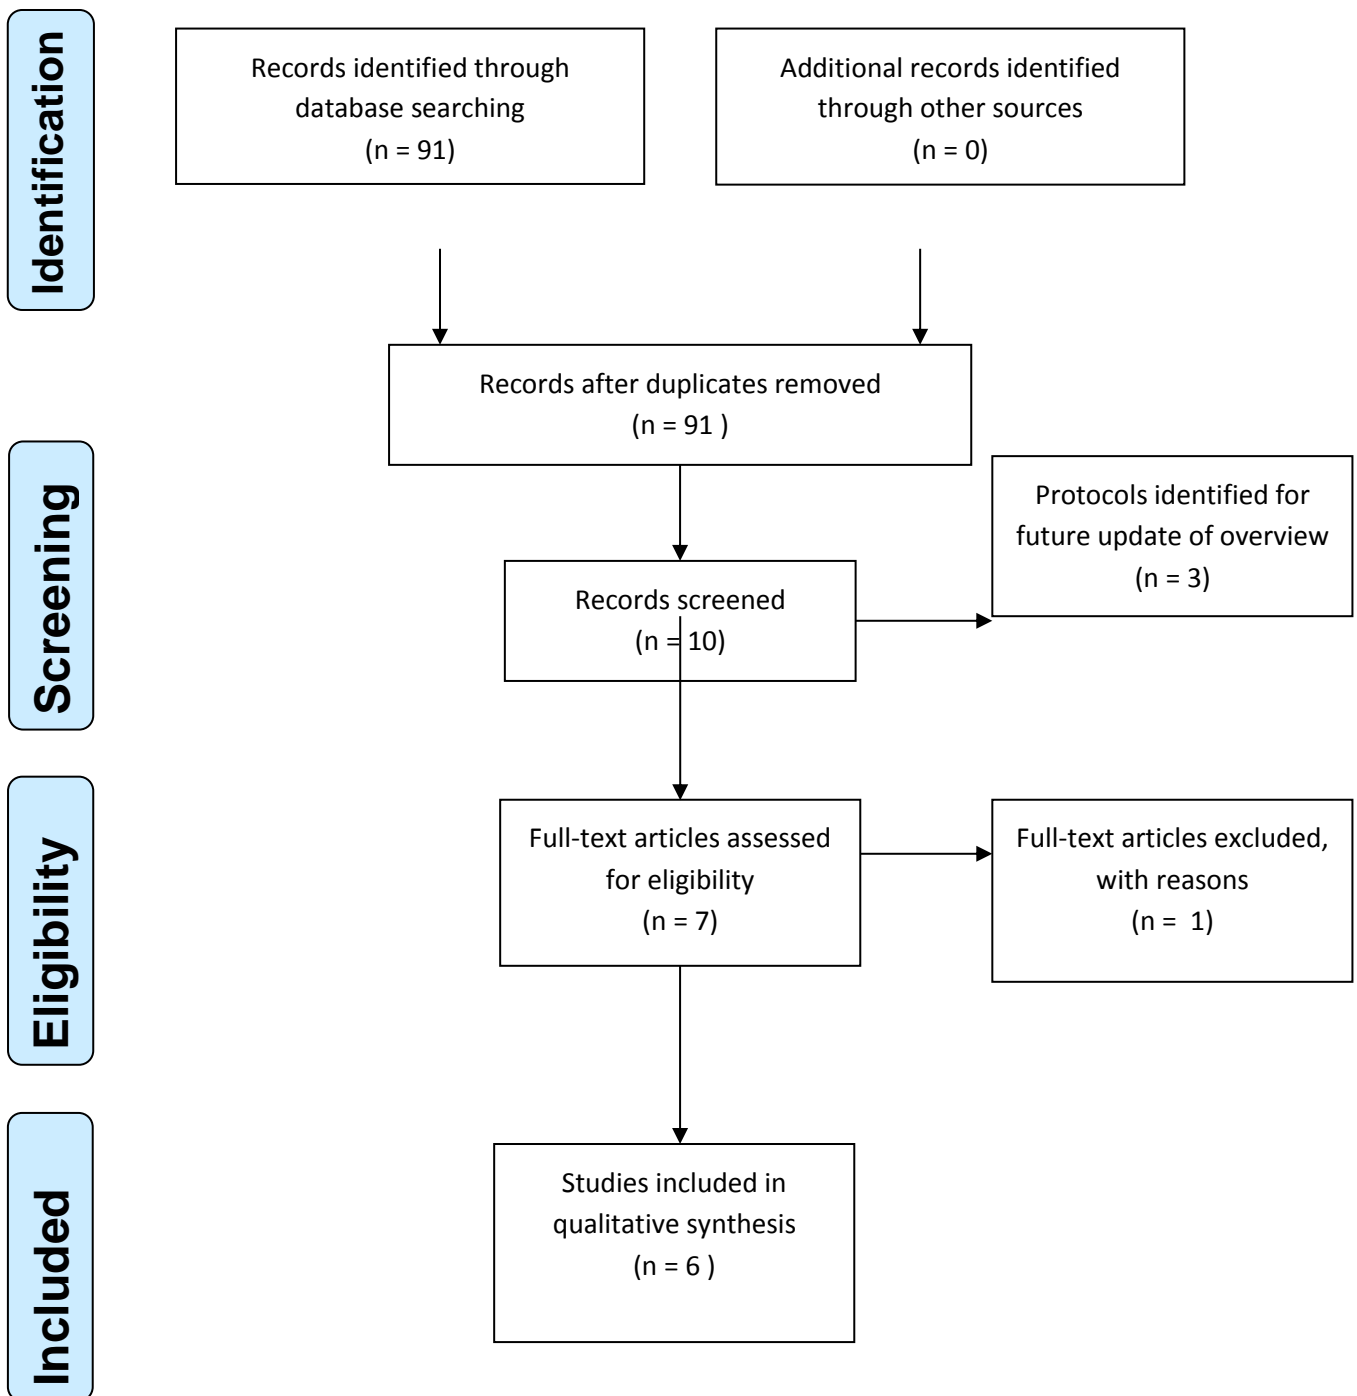 Identification
Records identified through
database searching
(n = 91)
Additional records identified
through other sources
(n = 0)
Records after duplicates removed
(n = 91 )
Screening
Records screened
(n = 10)
Protocols identified for
future update of overview
(n = 3)
Eligibility
Full-text articles assessed
for eligibility
(n = 7)
Full-text articles excluded,
with reasons
(n =  1)
Included
Studies included in
qualitative synthesis
(n = 6 )